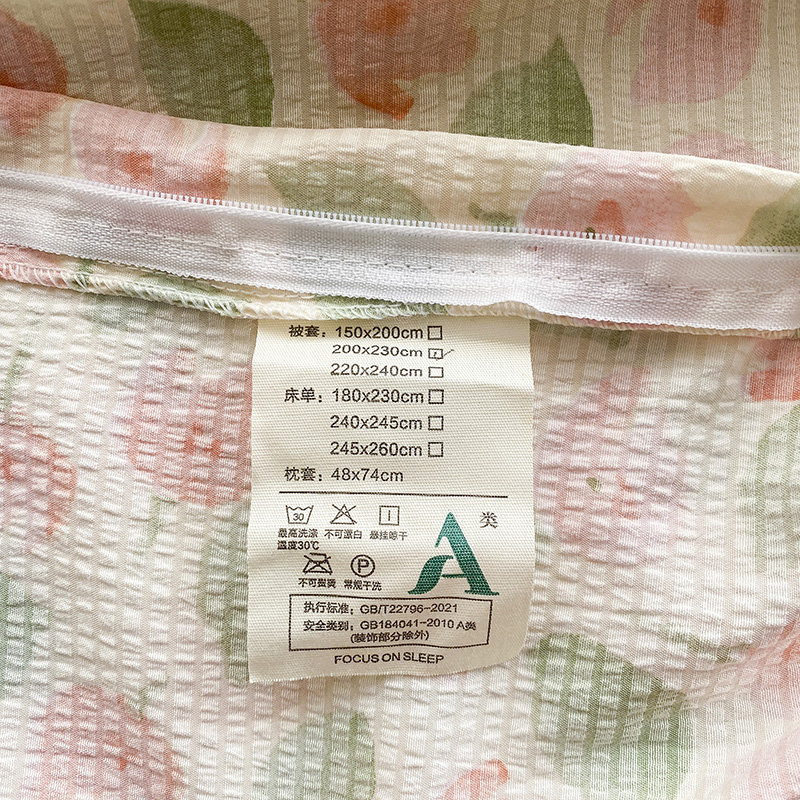 被套：150x200cm□
200x230cm☑
220x240cm□
床单：180x230cm□
240x245cm□
245x260cm□
枕套：48x74cm
30
最高洗涤
温度30℃
不可漂白
悬挂晾干
A类
P
不可熨烫
常规干洗
执行标准：GB/T22796-2021
安全类别：GB184041-2010 A类
(装饰部分除外)
FOCUS ON SLEEP